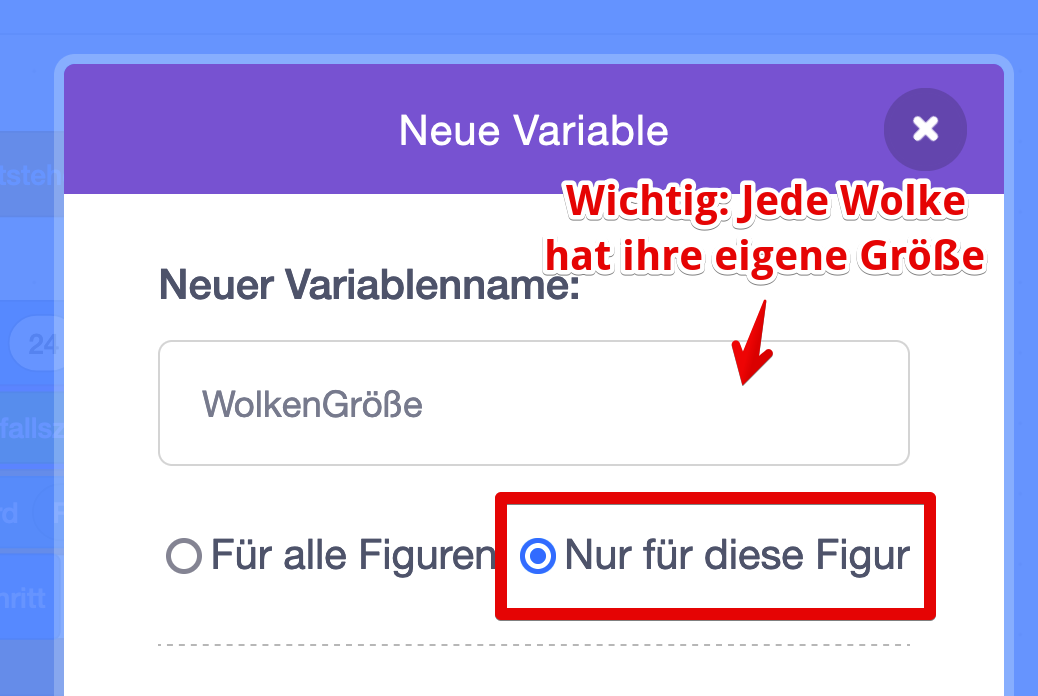 Neue Variable
Wichtig: Jede Wolke
hat ihre eigene Größe
Neuer Variablenname:
24
WolkenGröße
Für alle Figuren
Nur für diese Figur